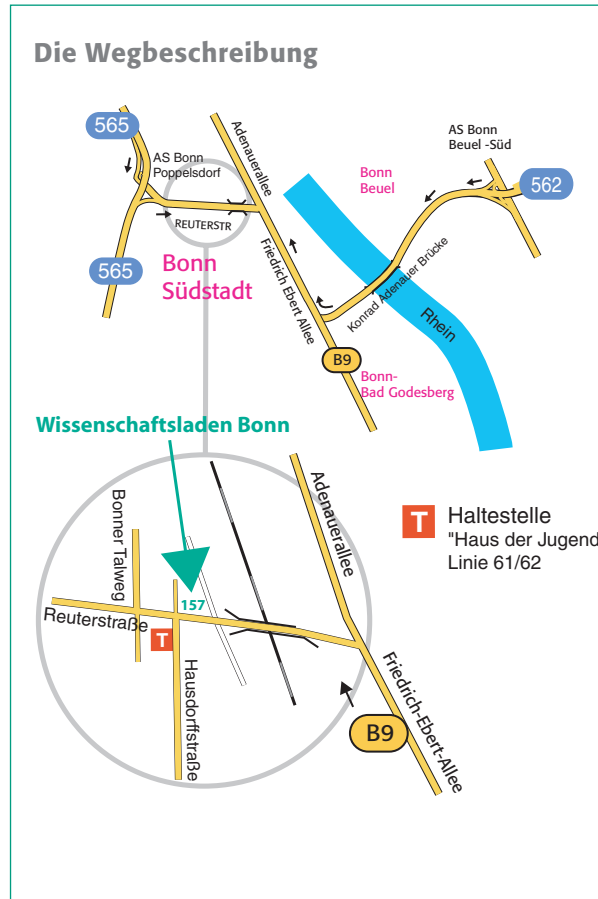 Die Wegbeschreibung
565
AS Bonn
Poppelsdorf
Adenauerallee
AS Bonn
Beuel -Süd
Bonn
Beuel
562
REUTERSTR
565
Bonn
Südstadt
Friedrich Ebert Allee
Konrad Adenauer Brücke
Rhein
B9
Bonn-
Bad Godesberg
Wissenschaftsladen Bonn
Bonner Talweg
Adenauerallee
T
Haltestelle
"Haus der Jugend
Linie 61/62
157
Reuterstraße
T
Hausdorffstraße
Friedrich-Ebert-Allee
B9